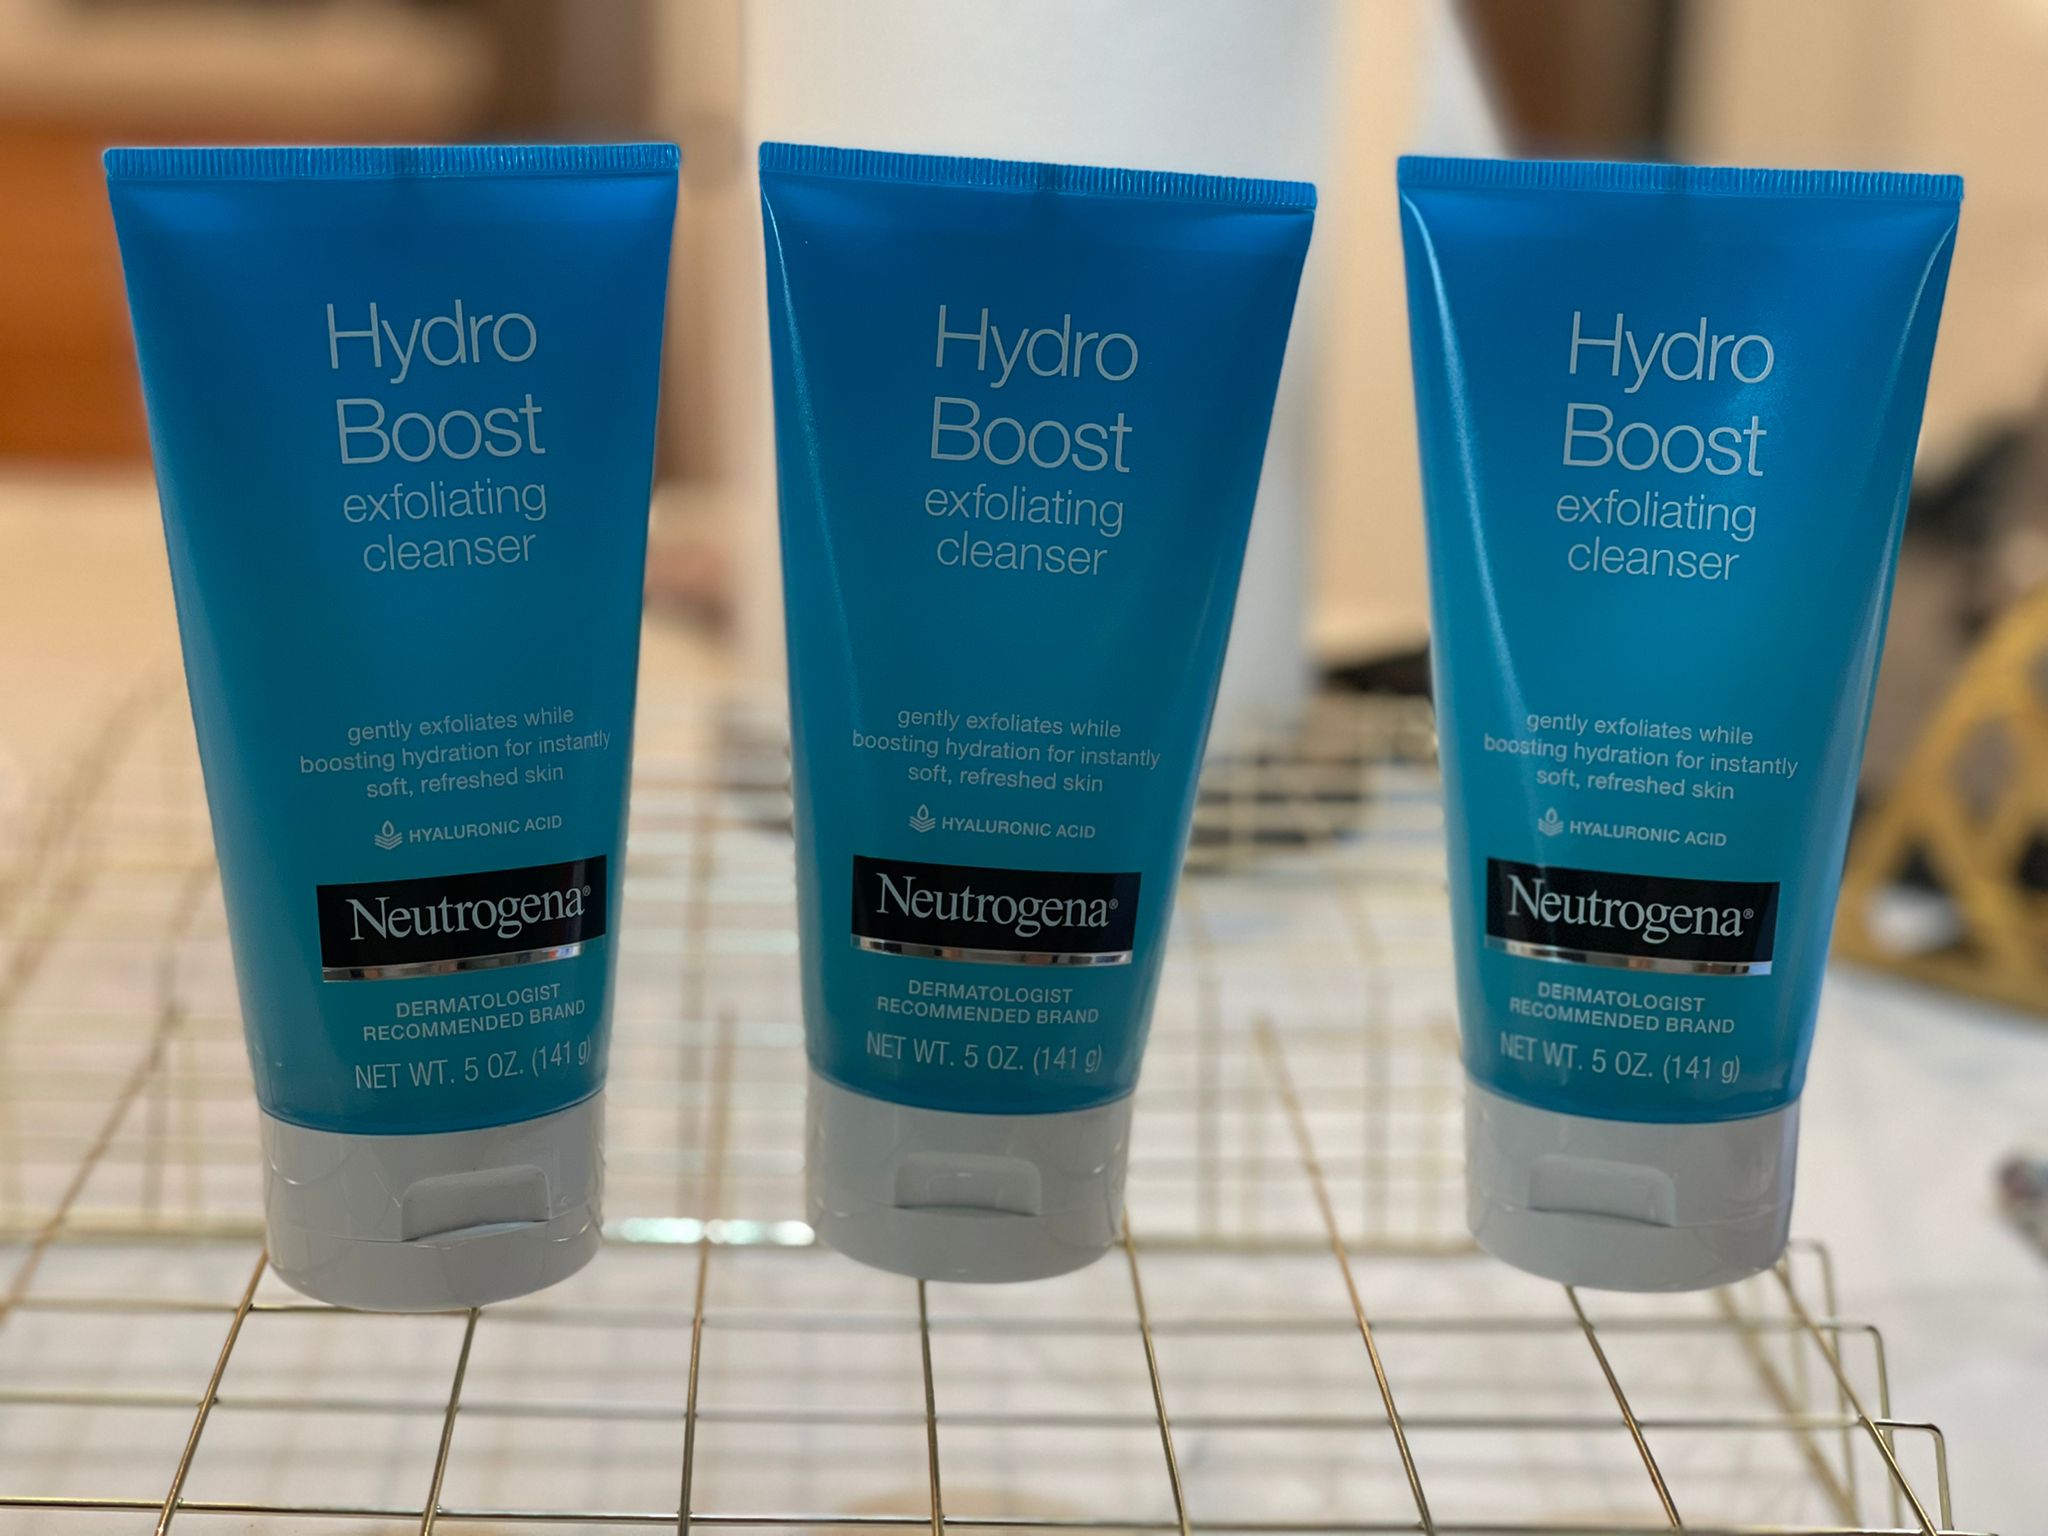 Hydro
Boost
exfoliating
cleanser
gently exfoliates while
boosting hydration for instantly
soft, refreshed skin
HYALURONIC ACID
Neutrogena®
DERMATOLOGIST
RECOMMENDED BRAND
NET WT. 5 OZ. (141 g)
Hydro
Boost
exfoliating
cleanser
gently exfoliates while
boosting hydration for instantly
soft, refreshed skin
HYALURONIC ACID
Neutrogena®
DERMATOLOGIST
RECOMMENDED BRAND
NET WT. 5 OZ. (141 g)
Hydro
Boost
exfoliating
cleanser
gently exfoliates while
boosting hydration for instantly
soft, refreshed skin
HYALURONIC ACID
Neutrogena®
DERMATOLOGIST
RECOMMENDED BRAND
NET WT. 5 OZ. (141 g)